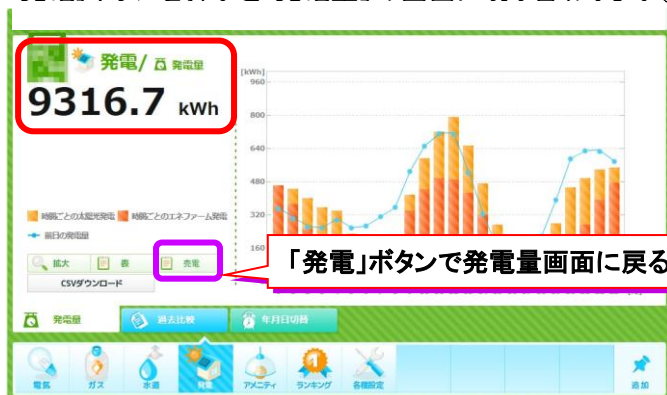 発電/ 発電量
9316.7 kWh
[kWh]
960
800
640
480
320
160
時間ごとの太陽光発電 時間ごとのエネファーム発電
前日の発電量
拡大 表 売電
CSVダウンロード
「発電」ボタンで発電量画面に戻る
発電量 過去比較 年月日切替
電気 ガス 水道 発電 アメニティ ランキング 各種設定 追加